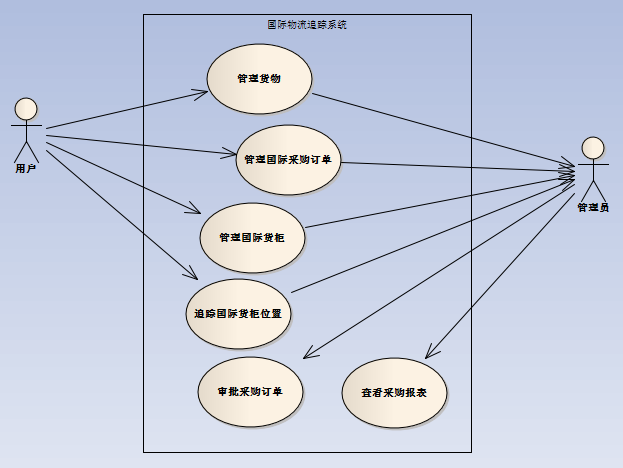 国际物流追踪系统
管理货物
用户
管理国际采购订单
管理员
管理国际货柜
追踪国际货柜位置
审批采购订单
查看采购报表